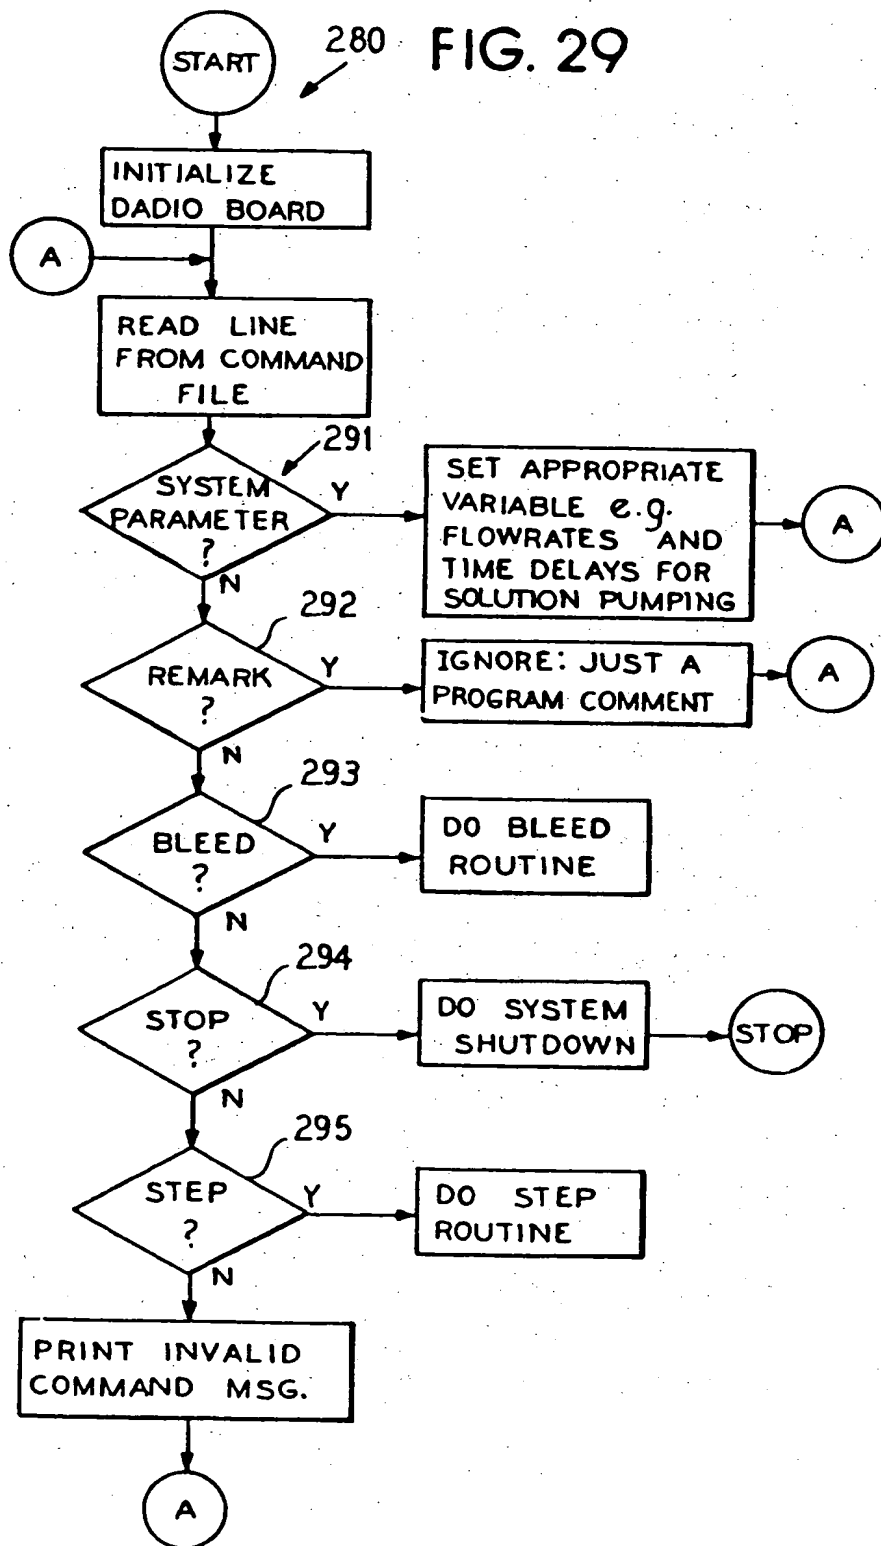 280 FIG. 29
START
INITIALIZE
DADIO BOARD
A
READ LINE
FROM COMMAND
FILE
291
SYSTEM
PARAMETER
?
Y
N
SET APPROPRIATE
VARIABLE e.g.
FLOWRATES AND
TIME DELAYS FOR
SOLUTION PUMPING
A
292
REMARK
?
Y
N
IGNORE: JUST A
PROGRAM COMMENT
A
293
BLEED
?
Y
N
DO BLEED
ROUTINE
294
STOP
?
Y
N
DO SYSTEM
SHUTDOWN
STOP
295
STEP
?
Y
N
DO STEP
ROUTINE
PRINT INVALID
COMMAND MSG.
A